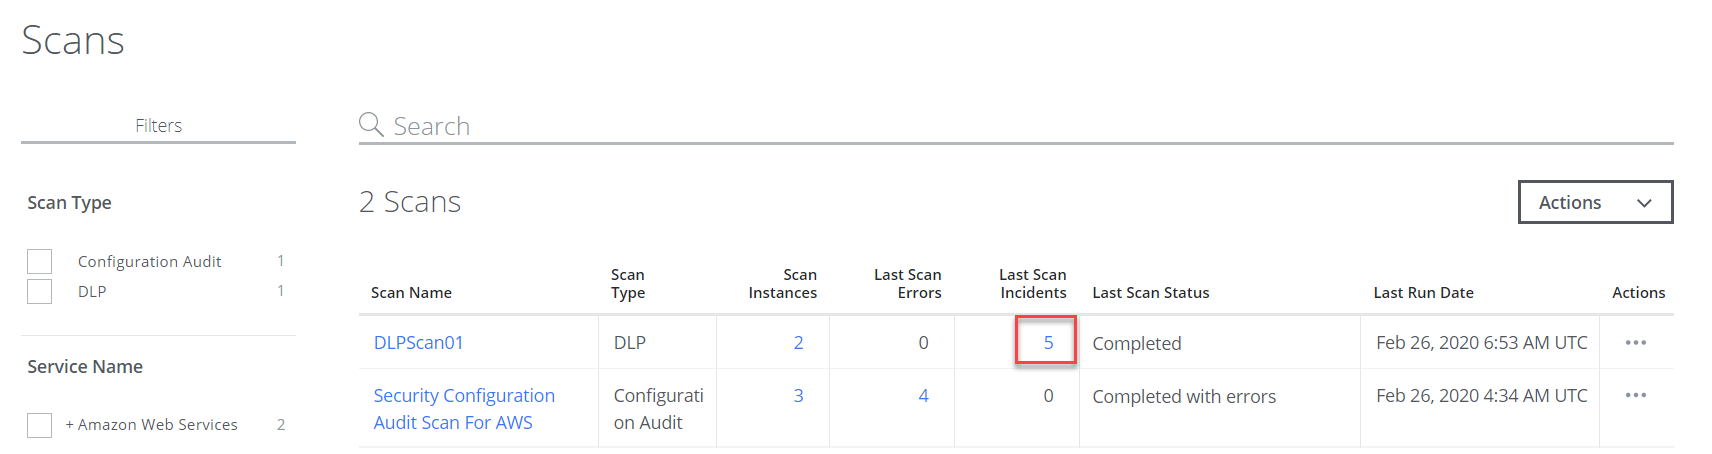 Scans
Filters
Search
Scan Type
Configuration Audit 1
DLP 1
Service Name
+ Amazon Web Services 2
2 Scans
Actions
Scan Name
Scan
Type
Scan
Instances
Last Scan
Errors
Last Scan
Incidents
Last Scan Status
Last Run Date
Actions
DLPScan01 DLP 2 0 5 Completed Feb 26, 2020 6:53 AM UTC •••
Security Configuration Configurati 3 4 0 Completed with errors Feb 26, 2020 4:34 AM UTC •••
Audit Scan For AWS on Audit